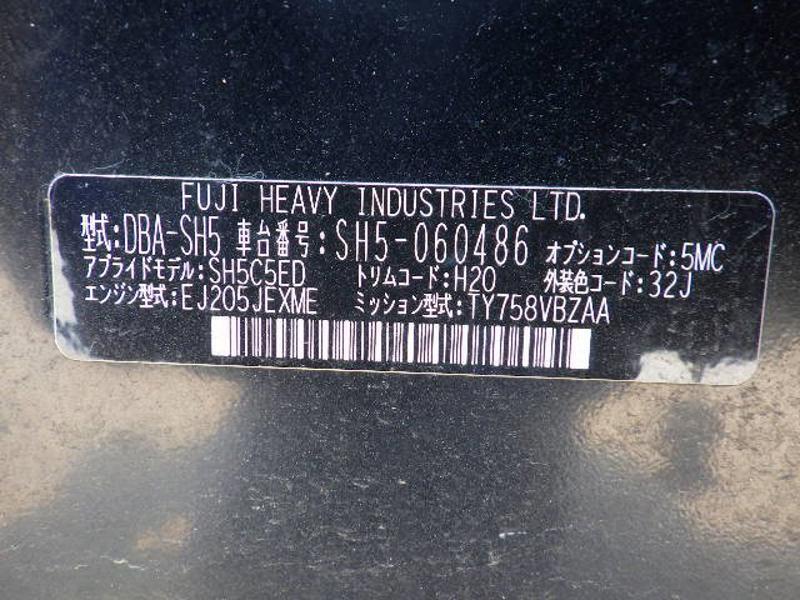 FUJI HEAVY INDUSTRIES LTD.
型式:DBA-SH5 車台番号:SH5-060486 オプションコード:5MC
アプライドモデル:SH5C5ED トリムコード:H20 外装色コード:32J
エンジン型式:EJ205JEXME ミッション型式:TY758VBZAA